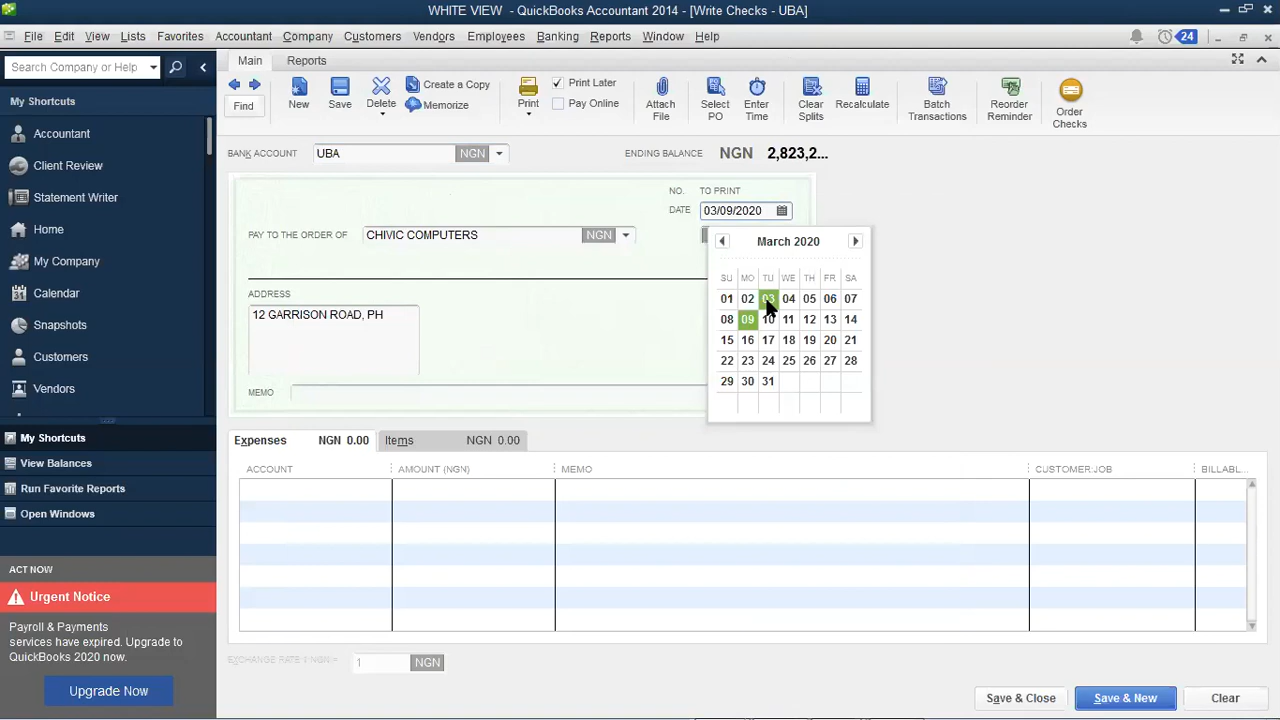 WHITE VIEW  - QuickBooks Accountant 2014 - [Write Checks - UBA]
File Edit View Lists Favorites Accountant Company Customers Vendors Employees Banking Reports Window Help 24
Search Company or Help
Main Reports
Find New Save Delete Create a Copy Memorize Print Print Later Pay Online Attach File Select PO Enter Time Clear Splits Recalculate Batch Transactions Reorder Reminder Order Checks
My Shortcuts
Accountant
Client Review
Statement Writer
Home
My Company
Calendar
Snapshots
Customers
Vendors
My Shortcuts
View Balances
Run Favorite Reports
Open Windows
ACT NOW
Urgent Notice
Payroll & Payments
services have expired. Upgrade to
QuickBooks 2020 now.
Upgrade Now
BANK ACCOUNT UBA NGN ENDING BALANCE NGN 2,823,2...
NO. TO PRINT
DATE 03/09/2020
PAY TO THE ORDER OF CHIVIC COMPUTERS NGN
March 2020
SU MO TU WE TH FR SA
01 02 03 04 05 06 07
08 09 10 11 12 13 14
15 16 17 18 19 20 21
22 23 24 25 26 27 28
29 30 31
ADDRESS
12 GARRISON ROAD, PH
MEMO
Expenses NGN 0.00 Items NGN 0.00
ACCOUNT AMOUNT (NGN) MEMO CUSTOMER:JOB BILLABL...
EXCHANGE RATE 1 NGN = 1 NGN
Save & Close Save & New Clear